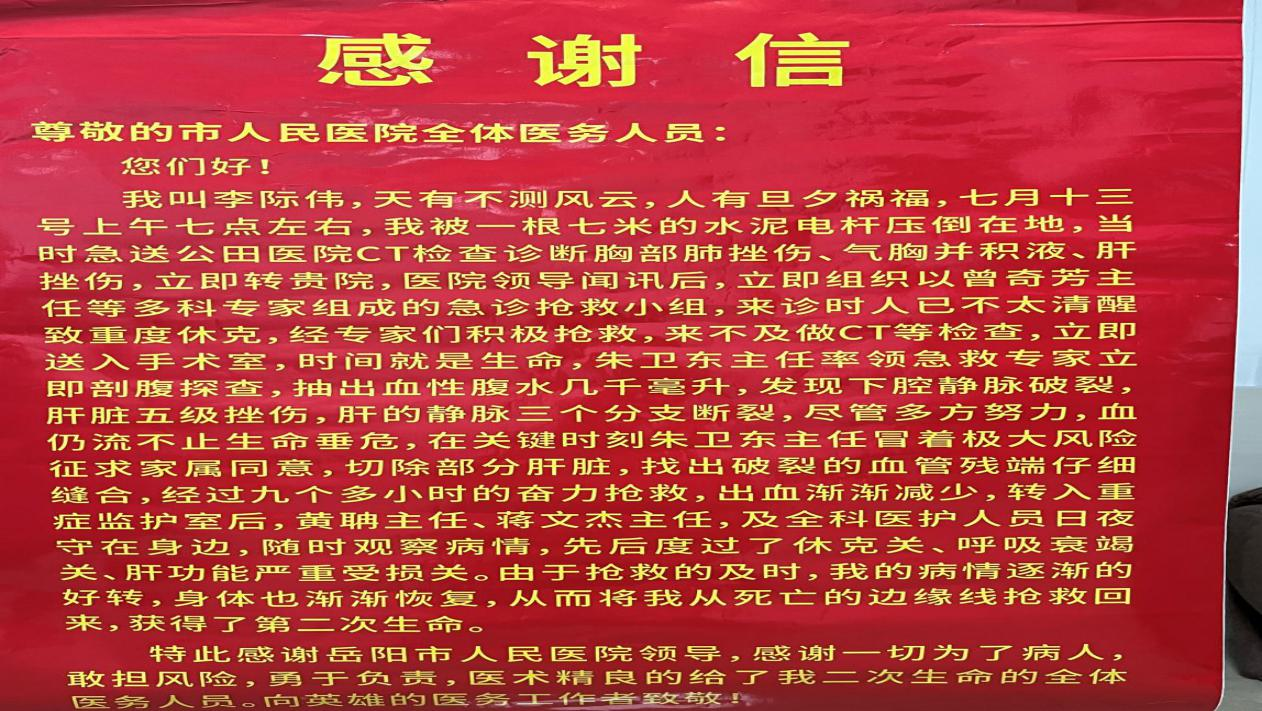 感谢信
尊敬的市人民医院全体医务人员：
您们好！
我叫李际伟，天有不测风云，人有旦夕祸福，七月十三
号上午七点左右，我被一根七米的水泥电杆压倒在地，当
时急送公田医院CT检查诊断胸部肺挫伤、气胸并积液、肝
挫伤，立即转贵院，医院领导闻讯后，立即组织以曾奇芳主
任等多科专家组成的急诊抢救小组，来诊时人已不太清醒
致重度休克，经专家们积极抢救，来不及做CT等检查，立即
送入手术室，时间就是生命，朱卫东主任率领急救专家立
即剖腹探查，抽出血性腹水几千毫升，发现下腔静脉破裂，
肝脏五级挫伤，肝的静脉三个分支断裂，尽管多方努力，血
仍流不止生命垂危，在关键时刻朱卫东主任冒着极大风险
征求家属同意，切除部分肝脏，找出破裂的血管残端仔细
缝合，经过九个多小时的奋力抢救，出血渐渐减少，转入重
症监护室后，黄聃主任、蒋文杰主任，及全科医护人员日夜
守在身边，随时观察病情，先后度过了休克关、呼吸衰竭
关、肝功能严重受损关。由于抢救的及时，我的病情逐渐的
好转，身体也渐渐恢复，从而将我从死亡的边缘线抢救回
来，获得了第二次生命。
特此感谢岳阳市人民医院领导，感谢一切为了病人，
敢担风险，勇于负责，医术精良的给了我二次生命的全体
医务人员。向英雄的医务工作者致敬！